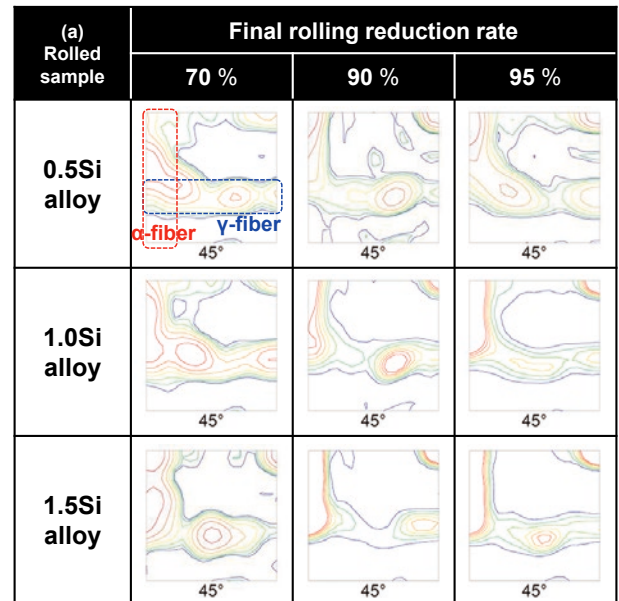 (a)
Rolled
sample
Final rolling reduction rate
70 %
90 %
95 %
0.5Si
alloy
α-fiber
γ-fiber
45°
45°
45°
1.0Si
alloy
45°
45°
45°
1.5Si
alloy
45°
45°
45°